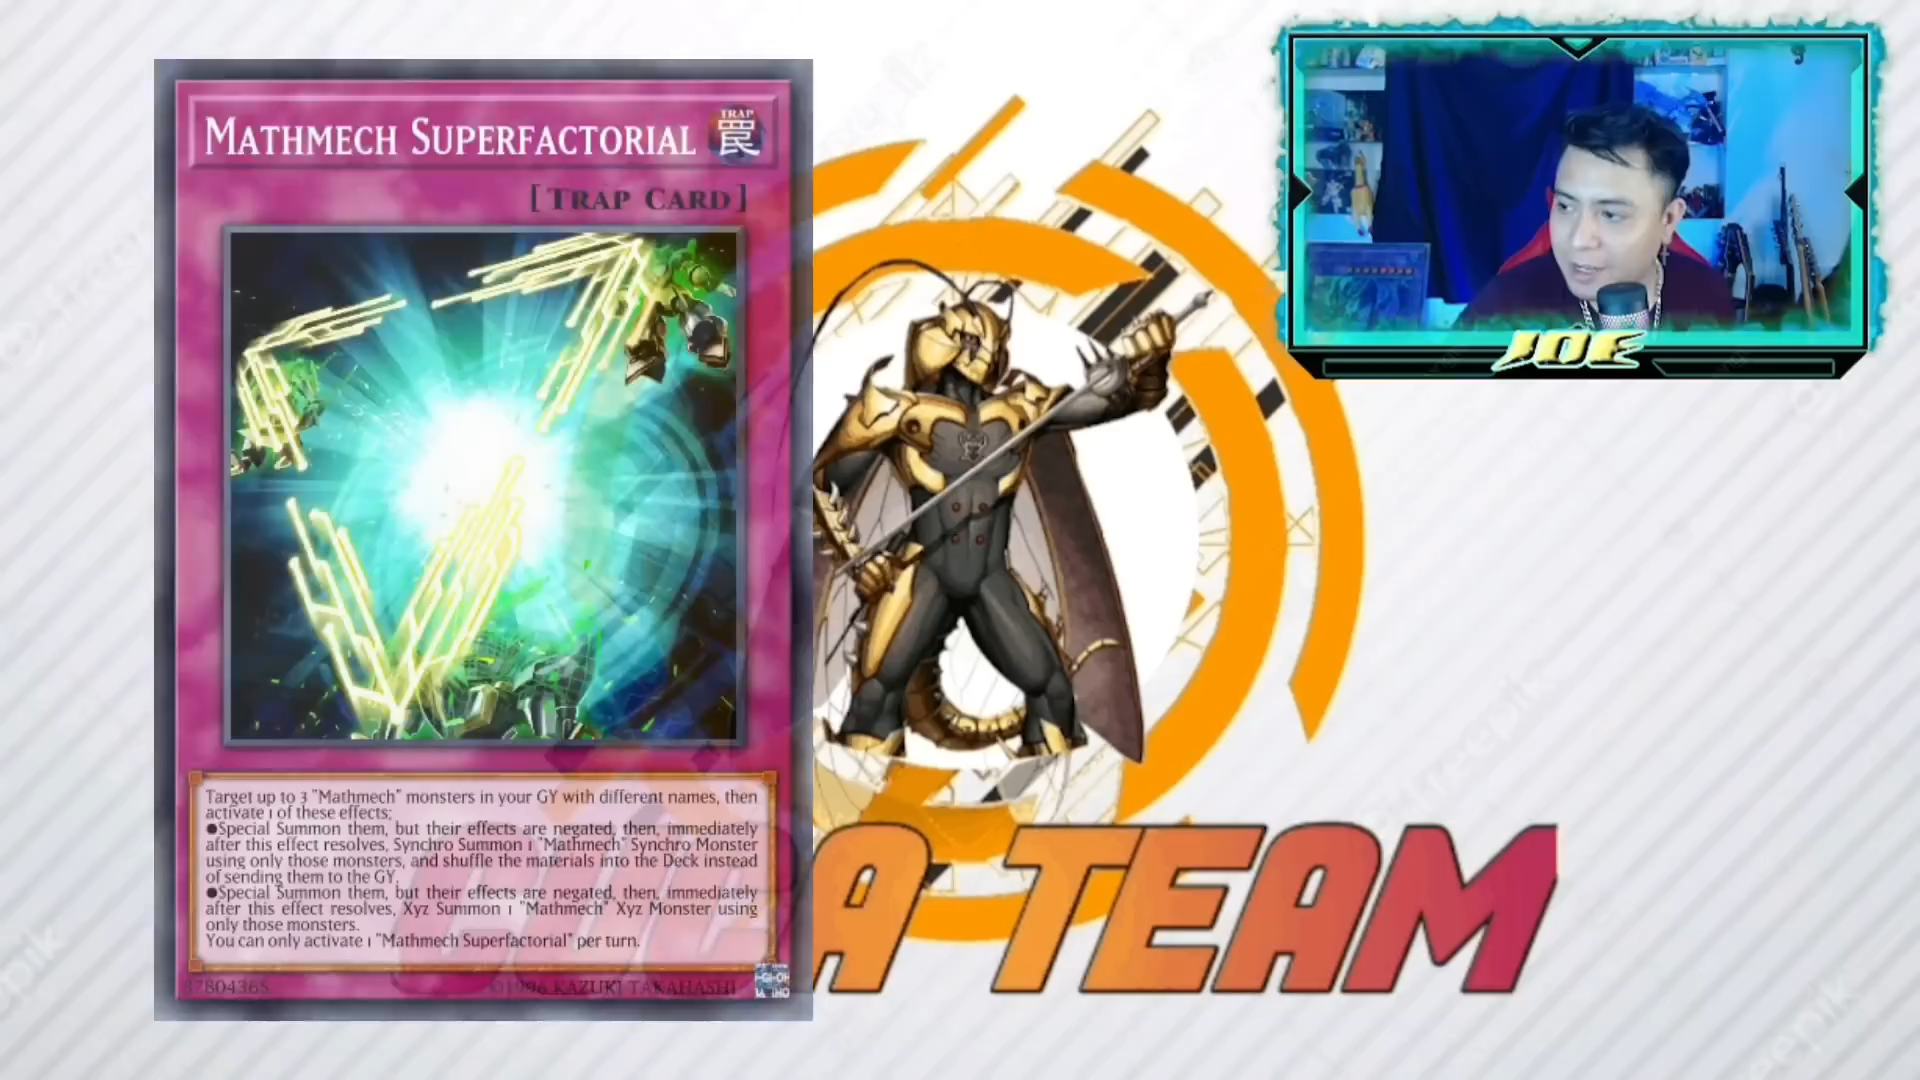 MATHMECH SUPERFACTORIAL
TRAP
罠
[TRAP CARD]
JOE
Target up to 3 "Mathmech" monsters in your GY with different names, then
activate 1 of these effects;
●Special Summon them, but their effects are negated, then, immediately
after this effect resolves, Synchro Summon 1 "Mathmech" Synchro Monster
using only those monsters, and shuffle the materials into the Deck instead
of sending them to the GY.
●Special Summon them, but their effects are negated, then, immediately
after this effect resolves, Xyz Summon 1 "Mathmech" Xyz Monster using
only those monsters.
You can only activate 1 "Mathmech Superfactorial" per turn.
A TEAM
©1996 KAZUKI TAKAHASHI